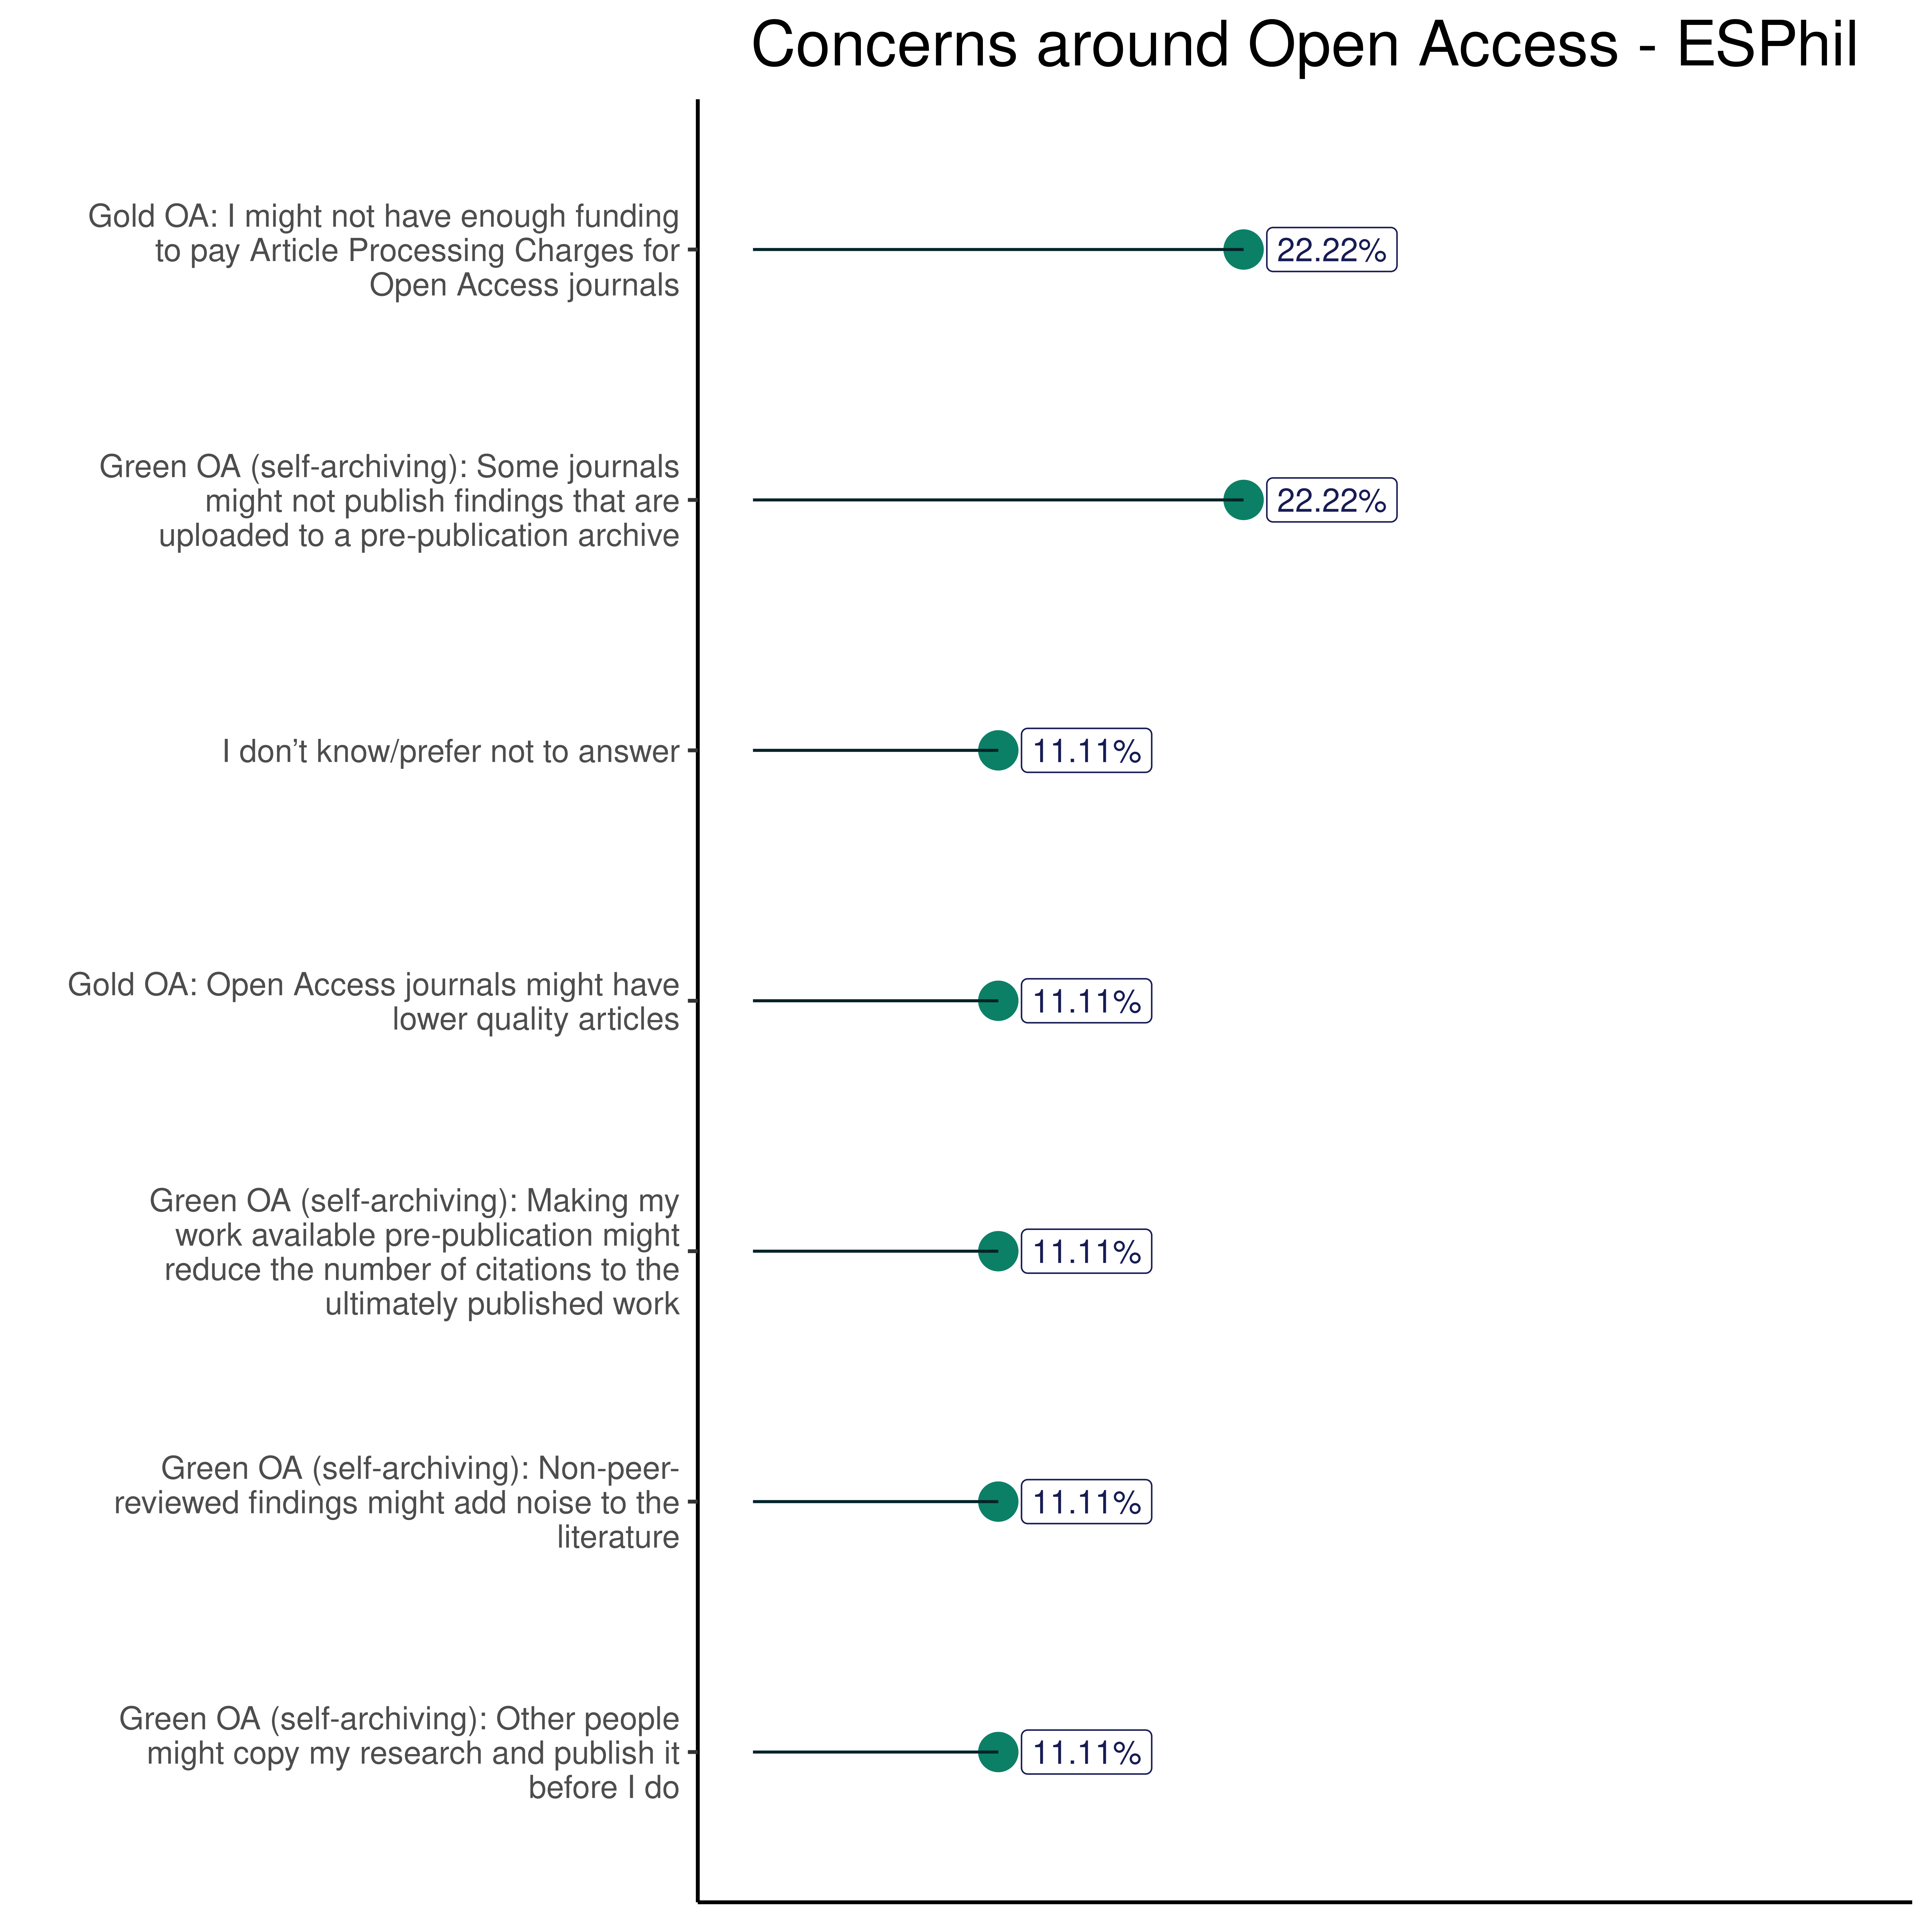 Concerns around Open Access - ESPhil
Gold OA: I might not have enough funding
to pay Article Processing Charges for
Open Access journals
22.22%
Green OA (self-archiving): Some journals
might not publish findings that are
uploaded to a pre-publication archive
22.22%
I don’t know/prefer not to answer
11.11%
Gold OA: Open Access journals might have
lower quality articles
11.11%
Green OA (self-archiving): Making my
work available pre-publication might
reduce the number of citations to the
ultimately published work
11.11%
Green OA (self-archiving): Non-peer-
reviewed findings might add noise to the
literature
11.11%
Green OA (self-archiving): Other people
might copy my research and publish it
before I do
11.11%